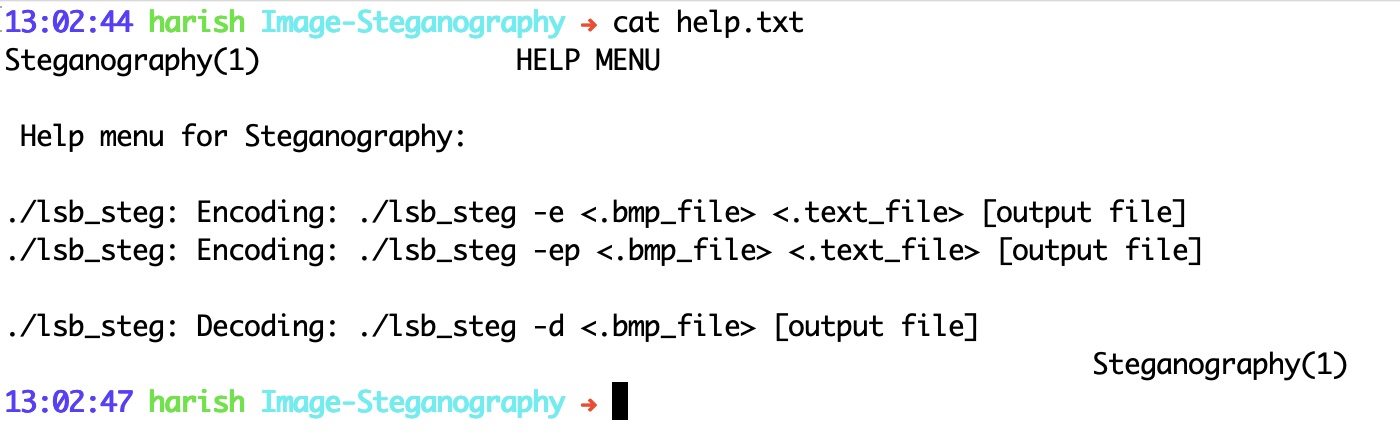 13:02:44 harish Image-Steganography → cat help.txt
Steganography(1) HELP MENU
Help menu for Steganography:
./lsb_steg: Encoding: ./lsb_steg -e <.bmp_file> <.text_file> [output file]
./lsb_steg: Encoding: ./lsb_steg -ep <.bmp_file> <.text_file> [output file]
./lsb_steg: Decoding: ./lsb_steg -d <.bmp_file> [output file]
Steganography(1)
13:02:47 harish Image-Steganography →